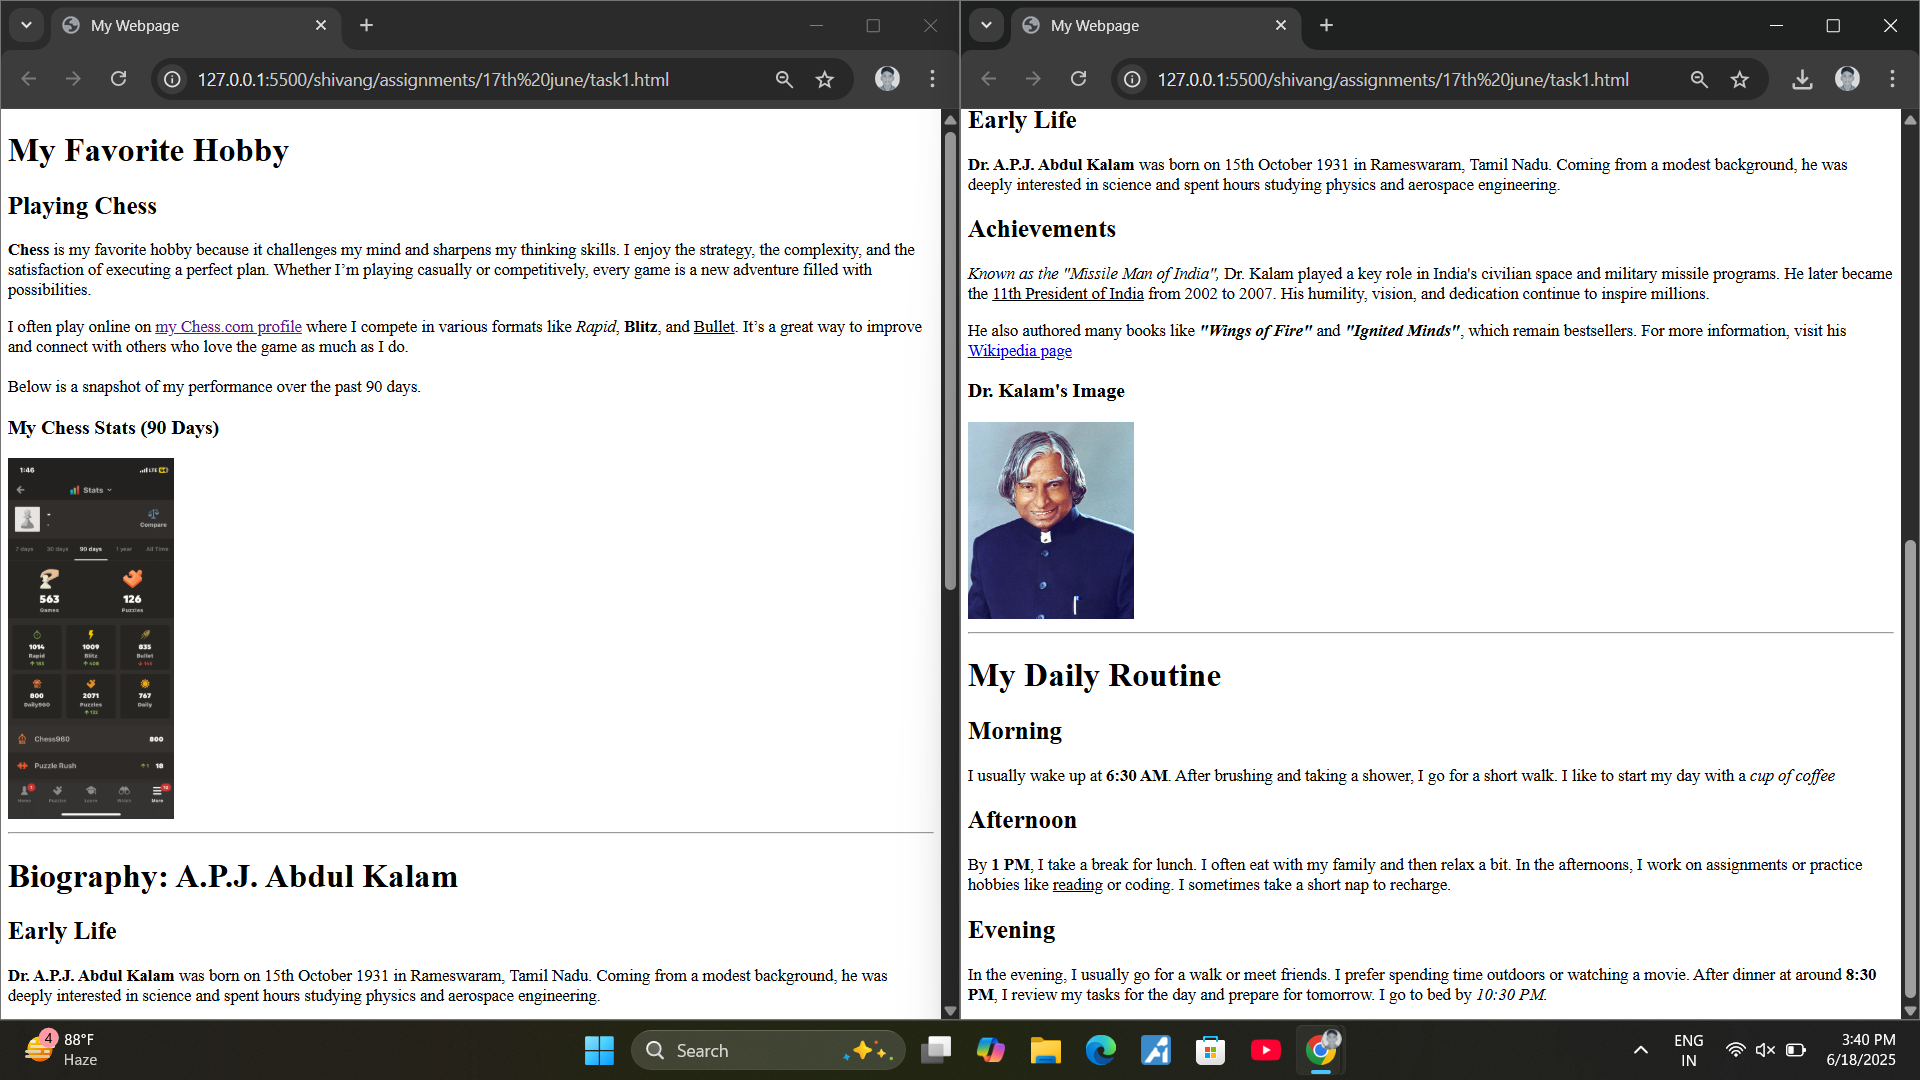 My Webpage
127.0.0.1:5500/shivang/assignments/17th%20june/task1.html
My Favorite Hobby
Playing Chess
Chess is my favorite hobby because it challenges my mind and sharpens my thinking skills. I enjoy the strategy, the complexity, and the
satisfaction of executing a perfect plan. Whether I’m playing casually or competitively, every game is a new adventure filled with
possibilities.
I often play online on my Chess.com profile where I compete in various formats like Rapid, Blitz, and Bullet. It’s a great way to improve
and connect with others who love the game as much as I do.
Below is a snapshot of my performance over the past 90 days.
My Chess Stats (90 Days)
1:46 LTE
Stats
Compare
7 days 30 days 90 days 1 year All Time
563 126
Games Puzzles
1014 1009 835
Rapid Blitz Bullet
800 2071 767
Daily960 Puzzles Daily
132
Chess960 800
Puzzle Rush 1 18
Home Puzzles Learn Watch More
Biography: A.P.J. Abdul Kalam
Early Life
Dr. A.P.J. Abdul Kalam was born on 15th October 1931 in Rameswaram, Tamil Nadu. Coming from a modest background, he was
deeply interested in science and spent hours studying physics and aerospace engineering.
My Webpage
127.0.0.1:5500/shivang/assignments/17th%20june/task1.html
Early Life
Dr. A.P.J. Abdul Kalam was born on 15th October 1931 in Rameswaram, Tamil Nadu. Coming from a modest background, he was
deeply interested in science and spent hours studying physics and aerospace engineering.
Achievements
Known as the "Missile Man of India", Dr. Kalam played a key role in India's civilian space and military missile programs. He later became
the 11th President of India from 2002 to 2007. His humility, vision, and dedication continue to inspire millions.
He also authored many books like "Wings of Fire" and "Ignited Minds", which remain bestsellers. For more information, visit his
Wikipedia page
Dr. Kalam's Image
My Daily Routine
Morning
I usually wake up at 6:30 AM. After brushing and taking a shower, I go for a short walk. I like to start my day with a cup of coffee
Afternoon
By 1 PM, I take a break for lunch. I often eat with my family and then relax a bit. In the afternoons, I work on assignments or practice
hobbies like reading or coding. I sometimes take a short nap to recharge.
Evening
In the evening, I usually go for a walk or meet friends. I prefer spending time outdoors or watching a movie. After dinner at around 8:30
PM, I review my tasks for the day and prepare for tomorrow. I go to bed by 10:30 PM.
4
88°F
Haze
Search
ENG
IN
3:40 PM
6/18/2025